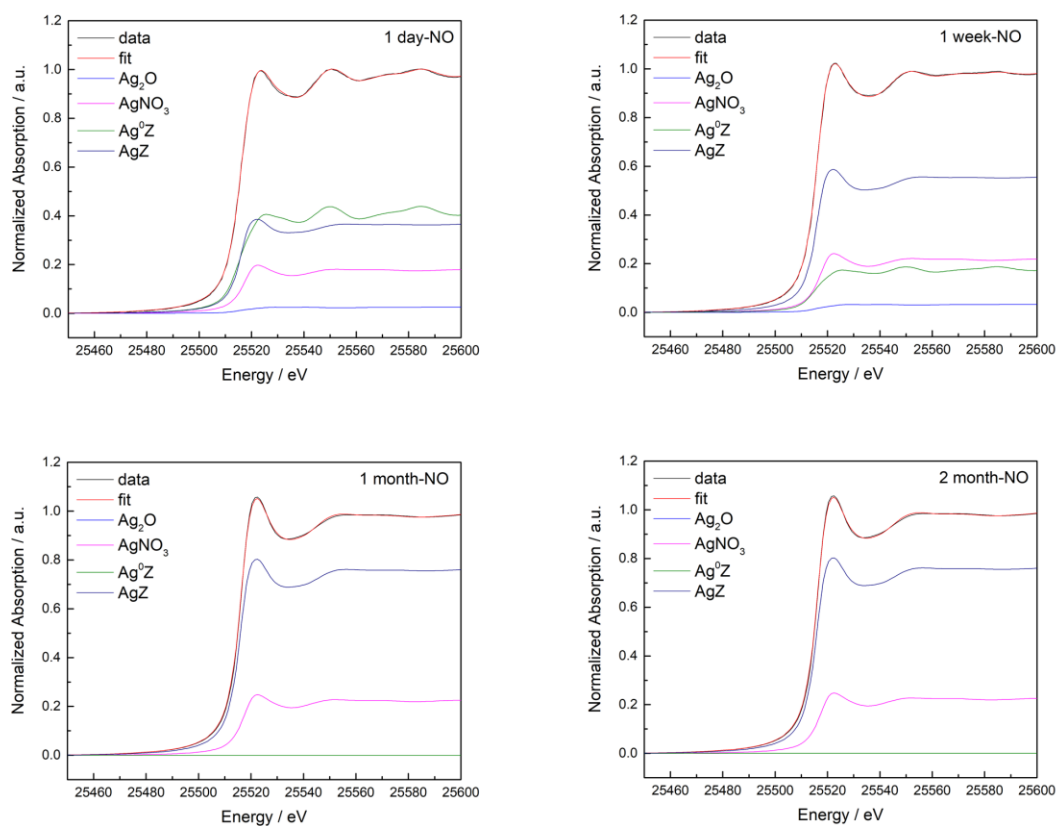 1 day-NO
data
fit
Ag₂O
AgNO₃
Ag⁰Z
AgZ
1.2
1.0
0.8
0.6
0.4
0.2
0.0
Normalized Absorption / a.u.
25460 25480 25500 25520 25540 25560 25580 25600
Energy / eV
1 week-NO
data
fit
Ag₂O
AgNO₃
Ag⁰Z
AgZ
1.2
1.0
0.8
0.6
0.4
0.2
0.0
Normalized Absorption / a.u.
25460 25480 25500 25520 25540 25560 25580 25600
Energy / eV
1 month-NO
data
fit
Ag₂O
AgNO₃
Ag⁰Z
AgZ
1.2
1.0
0.8
0.6
0.4
0.2
0.0
Normalized Absorption / a.u.
25460 25480 25500 25520 25540 25560 25580 25600
Energy / eV
2 month-NO
data
fit
Ag₂O
AgNO₃
Ag⁰Z
AgZ
1.2
1.0
0.8
0.6
0.4
0.2
0.0
Normalized Absorption / a.u.
25460 25480 25500 25520 25540 25560 25580 25600
Energy / eV